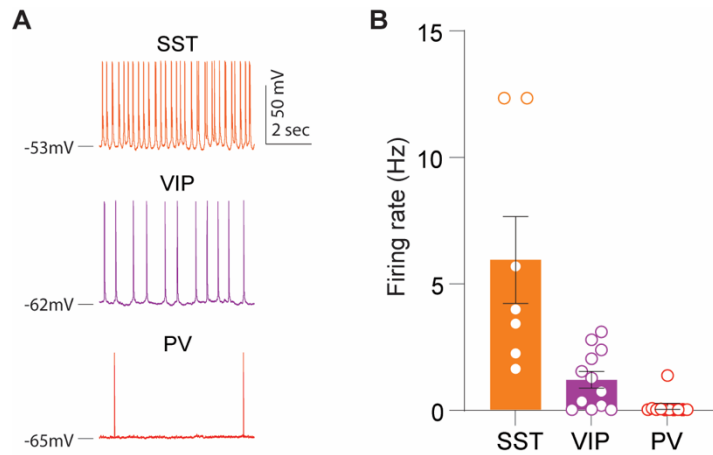 A
SST
50 mV
2 sec
-53mV
VIP
-62mV
PV
-65mV
B
Firing rate (Hz)
15
10
5
0
SST VIP PV